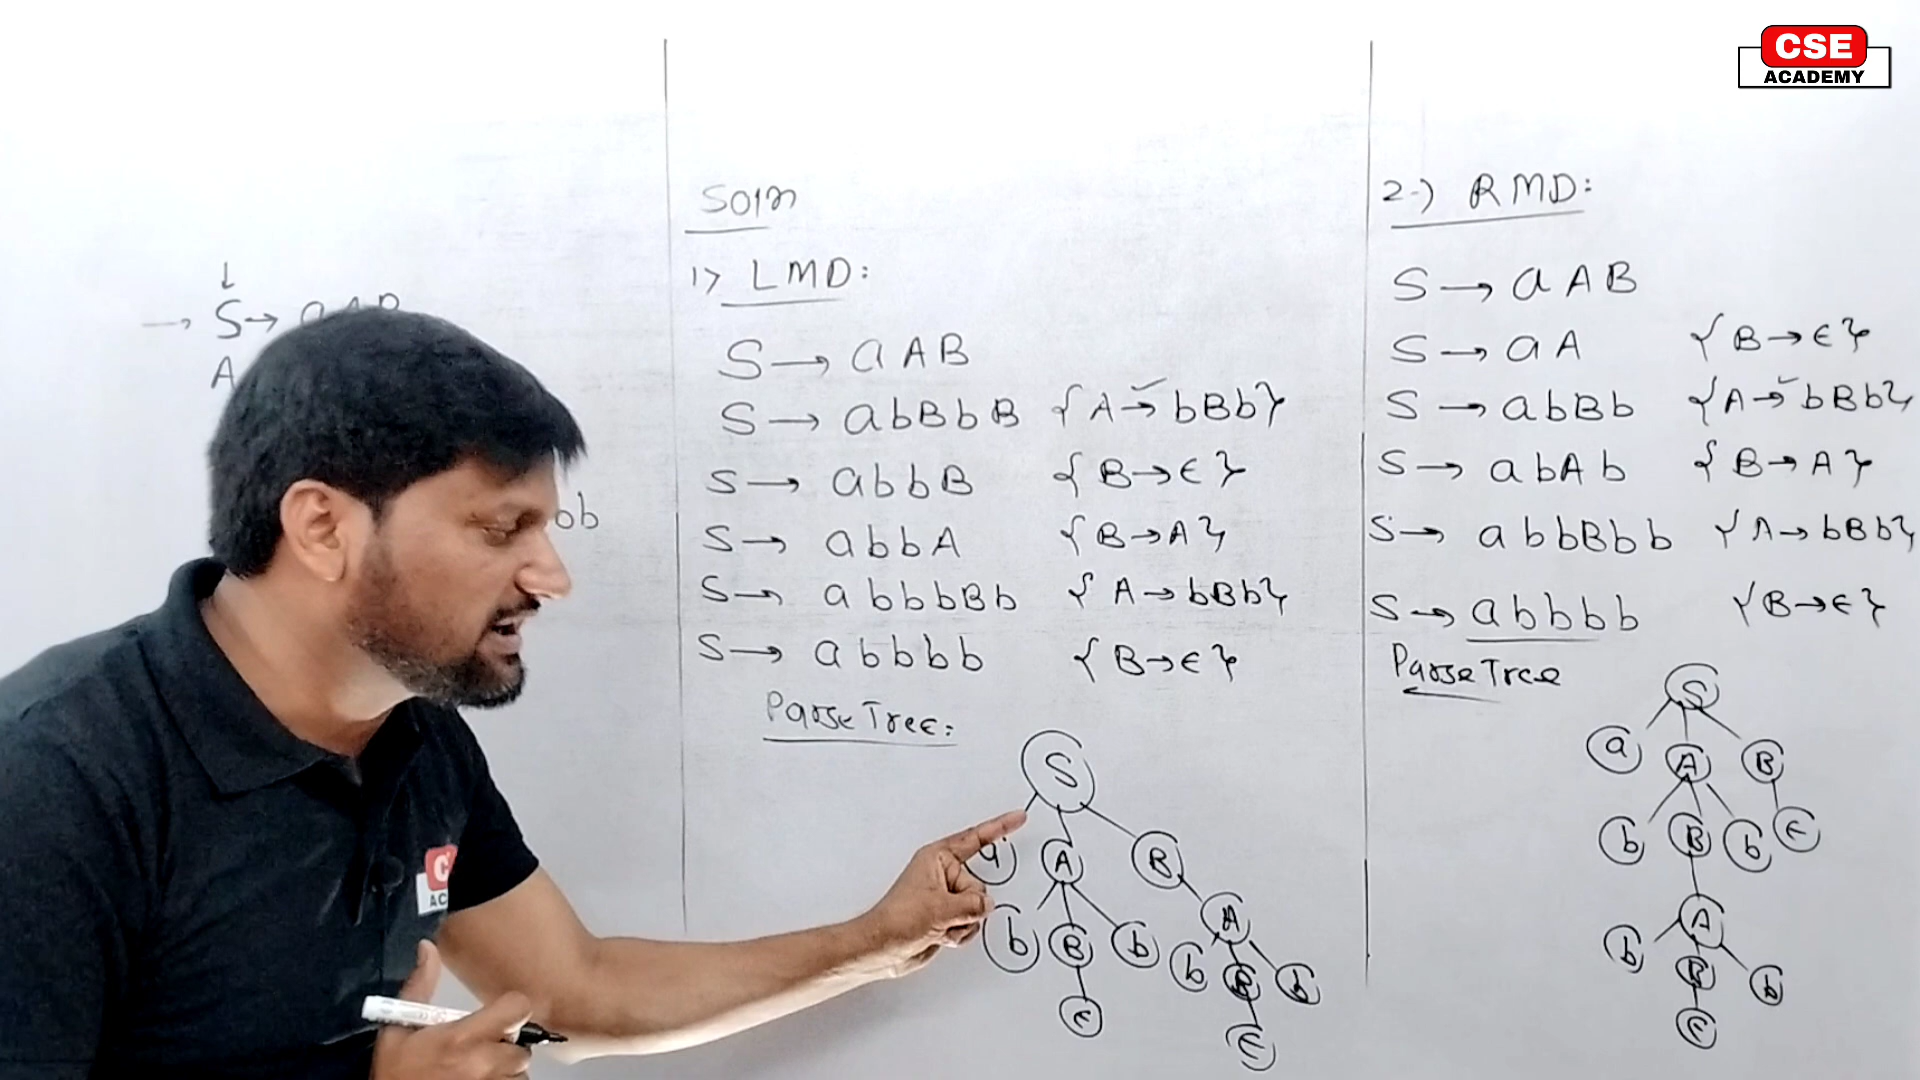 CSE
ACADEMY
↓
→ S→ aAB
A
bb
Soln
1) LMD:
S → aAB
S → abBbB {A → bBb}
S → abbB {B → ε}
S → abbA {B → A}
S → abbbBb {A → bBb}
S → abbbb {B → ε}
Parse Tree:
S
a A B
b B b A
ε b B b
ε
2.) RMD:
S → aAB
S → aA {B → ε}
S → abBb {A → bBb}
S → abAb {B → A}
S → abbBbb {A → bBb}
S → abbbb {B → ε}
Parse Tree
S
a A B
b B b ε
A
b B b
ε